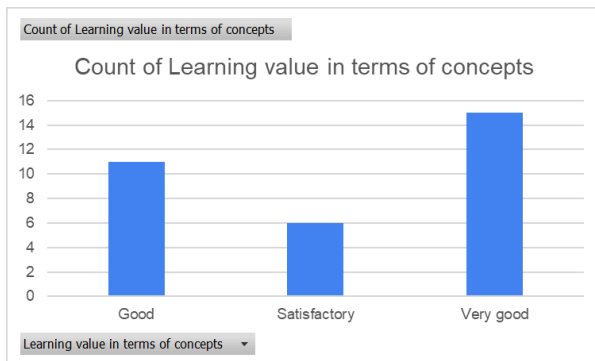 Count of Learning value in terms of concepts
Count of Learning value in terms of concepts
16
14
12
10
8
6
4
2
0
Good Satisfactory Very good
Learning value in terms of concepts